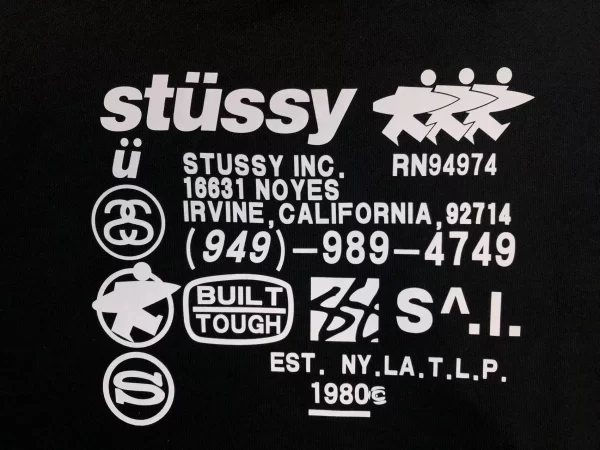 stüssy
ü
STUSSY INC. RN94974
16631 NOYES
IRVINE,CALIFORNIA,92714
(949)-989-4749
BUILT
TOUGH
S^.I.
S
EST. NY.LA.T.L.P.
1980